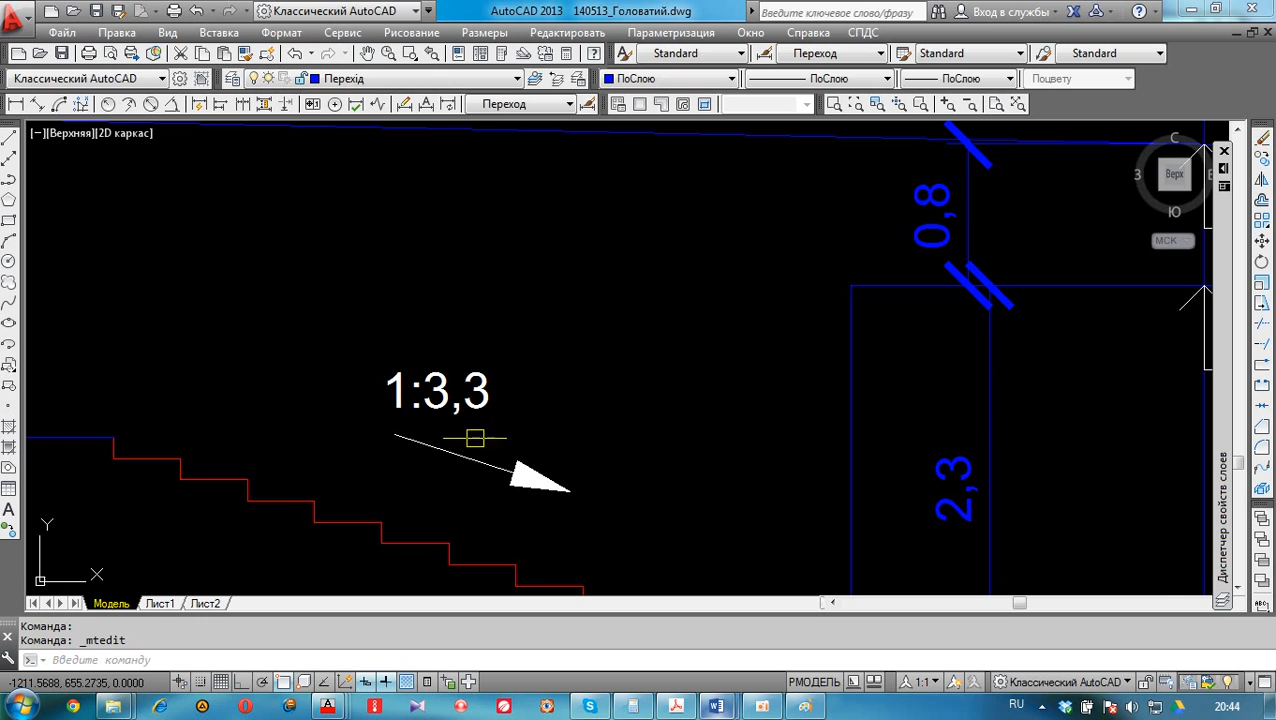 Классический AutoCAD
AutoCAD 2013 140513_Головатий.dwg
Введите ключевое слово/фразу
Вход в службы
Файл Правка Вид Вставка Формат Сервис Рисование Размеры Редактировать Параметризация Окно Справка СПДС
Standard Переход Standard Standard
Классический AutoCAD Перехід ПоСлою ПоСлою ПоСлою Поцвету
Переход
[−][Верхняя][2D каркас]
С
З Верх В
Ю
МСК
0,8
1:3,3
2,3
Диспетчер свойств слоев
Y
X
Модель Лист1 Лист2
Команда:
Команда: _mtedit
Введите команду
-1211.5688, 655.2735, 0.0000 РМОДЕЛЬ 1:1 Классический AutoCAD
RU 20:44